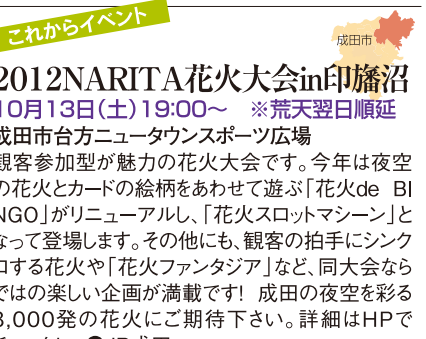 これからイベント
成田市
2012NARITA花火大会in印旛沼
10月13日(土)19:00〜　※荒天翌日順延
成田市台方ニュータウンスポーツ広場
観客参加型が魅力の花火大会です。今年は夜空
の花火とカードの絵柄をあわせて遊ぶ「花火de BI
NGO」がリニューアルし、「花火スロットマシーン」と
なって登場します。その他にも、観客の拍手にシンク
ロする花火や「花火ファンタジア」など、同大会なら
ではの楽しい企画が満載です! 成田の夜空を彩る
8,000発の花火にご期待下さい。詳細はHPで